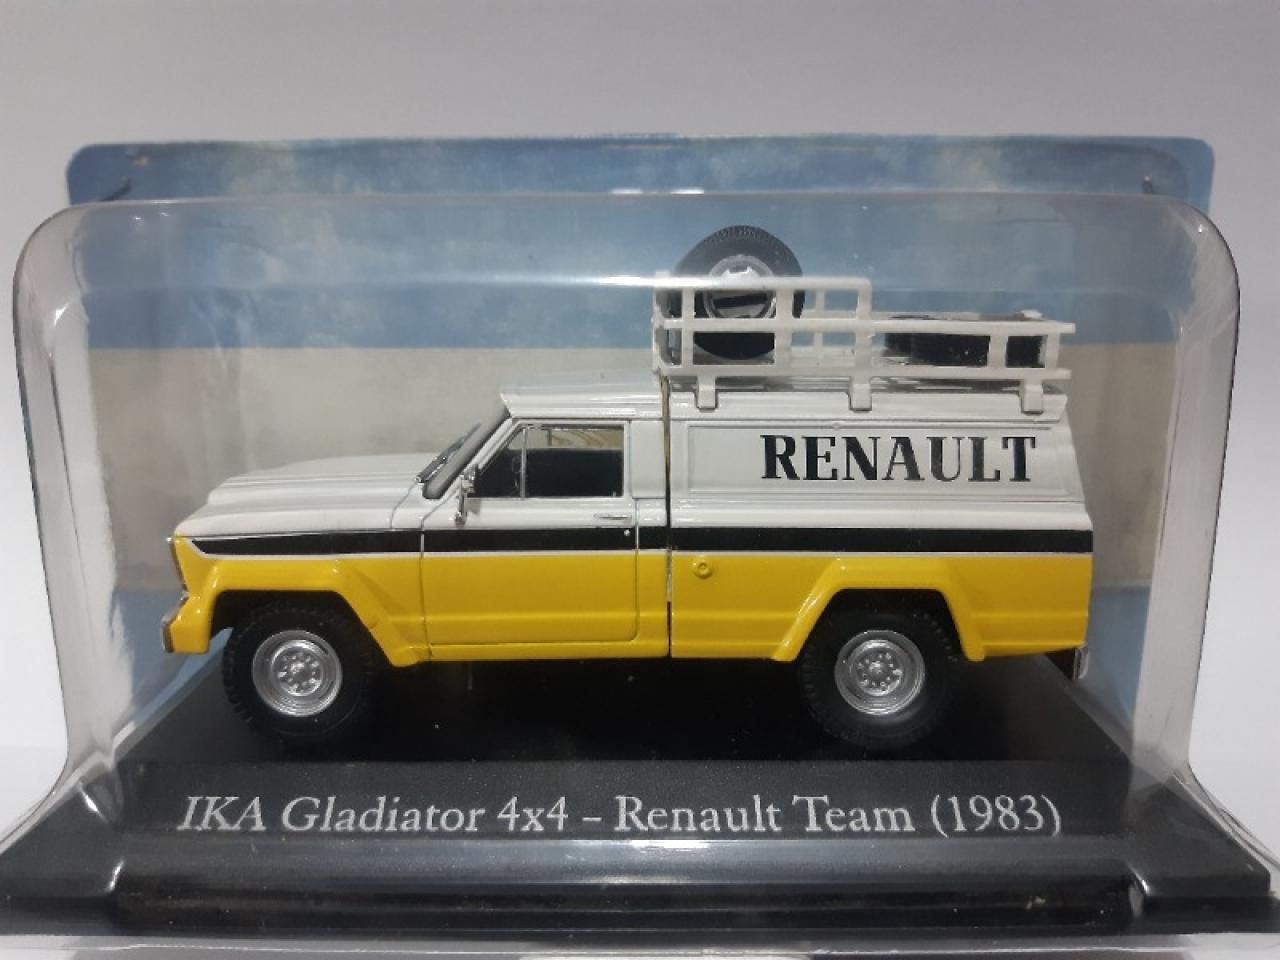 RENAULT
IKA Gladiator 4x4 - Renault Team (1983)